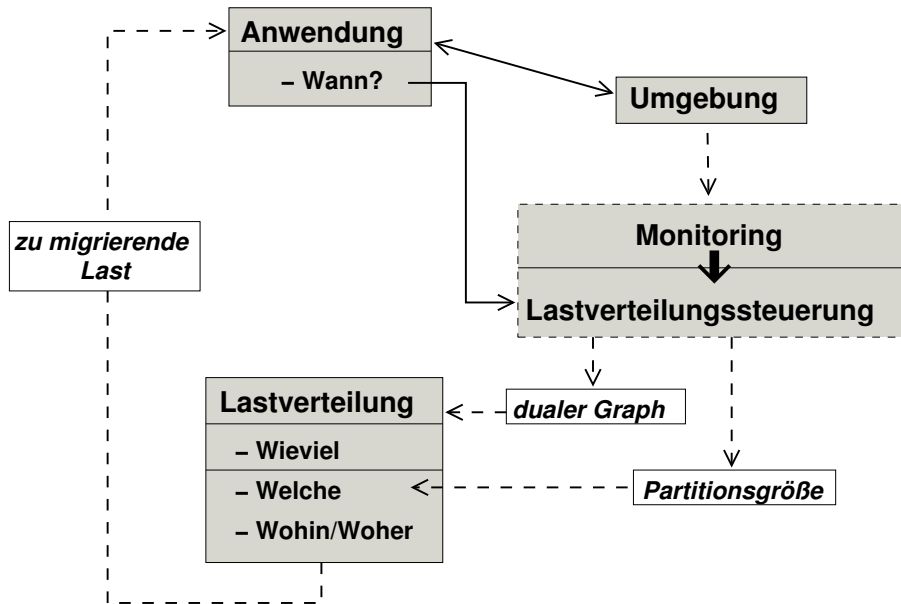 Anwendung
– Wann?
Umgebung
Monitoring
Lastverteilungssteuerung
zu migrierende
Last
Lastverteilung
– Wieviel
– Welche
– Wohin/Woher
dualer Graph
Partitionsgröße